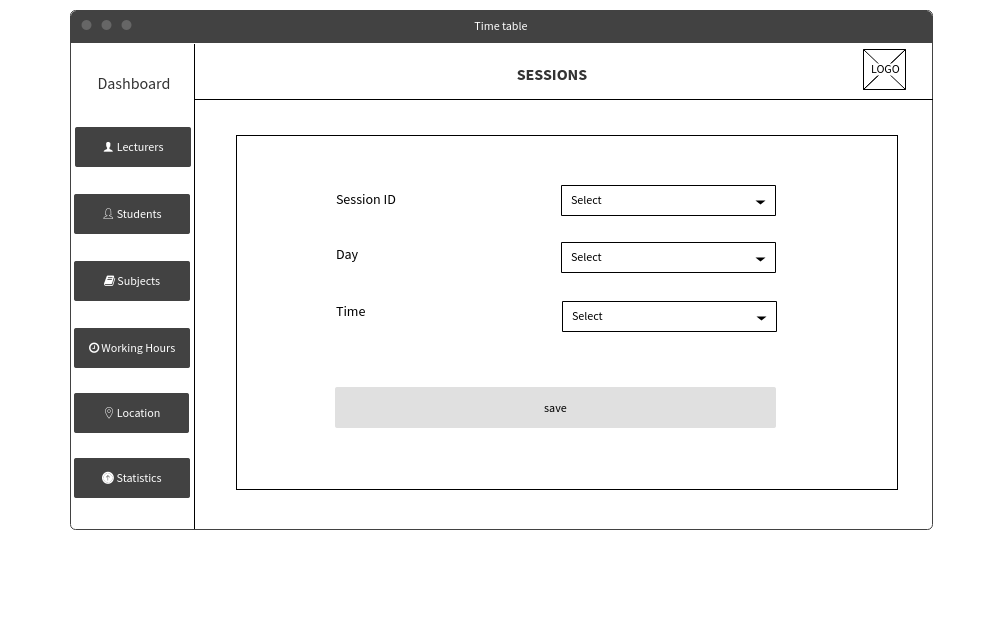 Time table
Dashboard
SESSIONS
LOGO
Lecturers
Students
Subjects
Working Hours
Location
Statistics
Session ID
Select
Day
Select
Time
Select
save